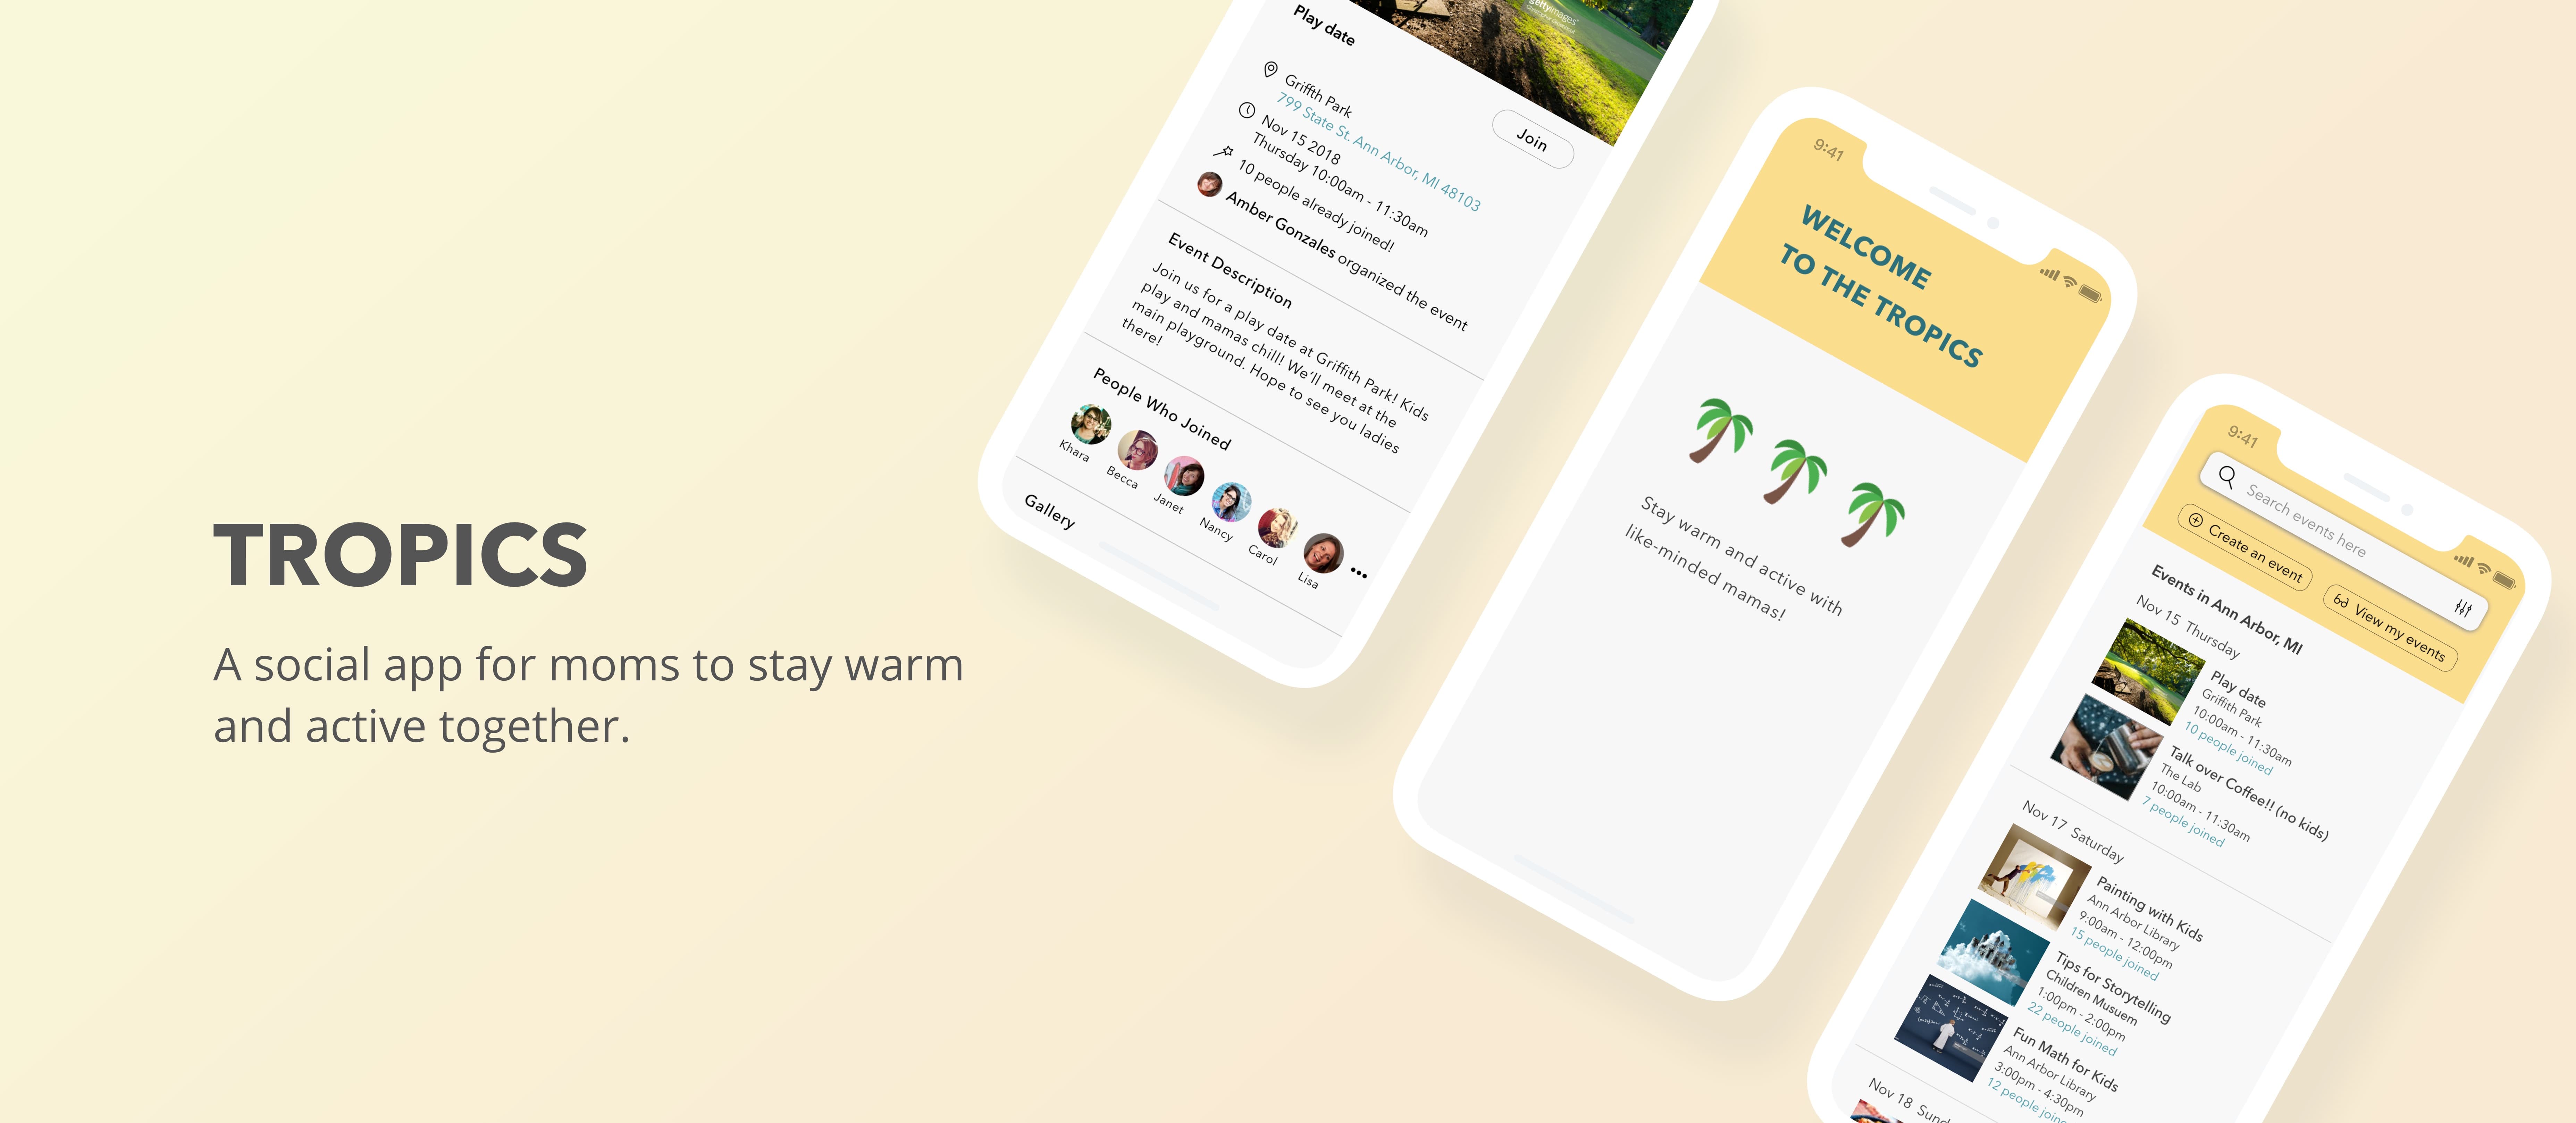 TROPICS
A social app for moms to stay warm
and active together.
gettyimages
Play date
Join
Griffth Park
799 State St. Ann Arbor, MI 48103
Nov 15 2018
Thursday 10:00am - 11:30am
10 people already joined!
Amber Gonzales organized the event
Event Description
Join us for a play date at Griffith Park! Kids
play and mamas chill! We'll meet at the
main playground. Hope to see you ladies
there!
People Who Joined
Khara
Becca
Janet
Nancy
Carol
Lisa
Gallery
9:41
WELCOME
TO THE TROPICS
Stay warm and active with
like-minded mamas!
9:41
Search events here
Create an event
View my events
Events in Ann Arbor, MI
Nov 15 Thursday
Play date
Griffith Park
10:00am - 11:30am
10 people joined
Talk over Coffee!! (no kids)
The Lab
10:00am - 11:30am
7 people joined
Nov 17 Saturday
Painting with Kids
Ann Arbor Library
9:00am - 12:00pm
15 people joined
Tips for Storytelling
Children Musuem
1:00pm - 2:00pm
22 people joined
Fun Math for Kids
Ann Arbor Library
3:00pm - 4:30pm
12 people joined
Nov 18 Sund